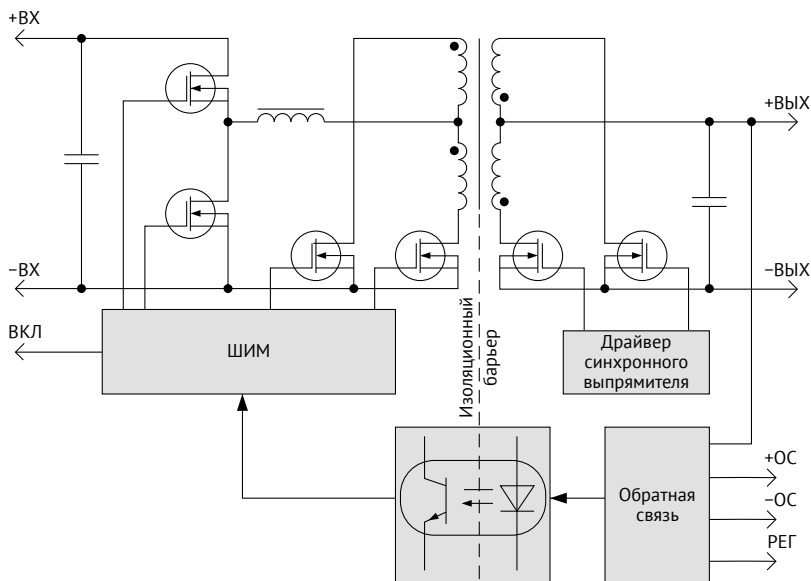 +ВХ
+ВЫХ
−ВХ
−ВЫХ
ВКЛ
ШИМ
Изоляционный
барьер
Драйвер
синхронного
выпрямителя
Обратная
связь
+ОС
−ОС
РЕГ